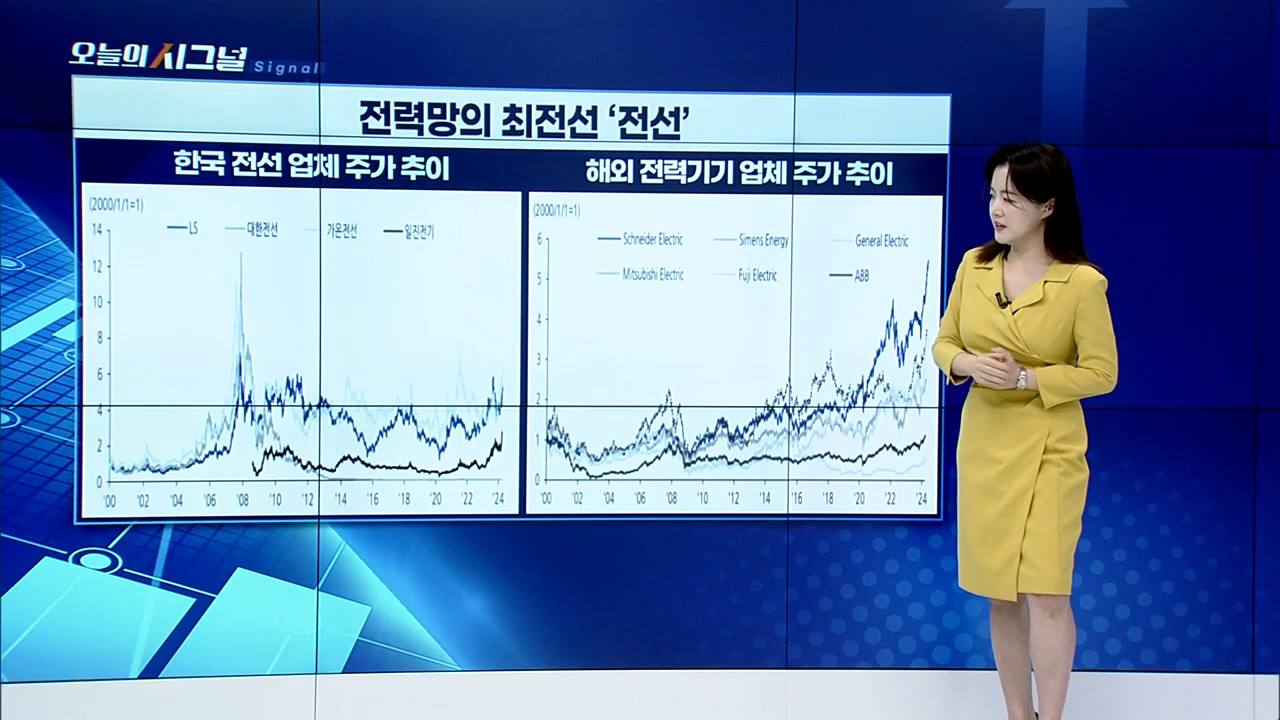 오늘의 시그널 Signal
전력망의 최전선 ‘전선’
한국 전선 업체 주가 추이
(2000/1/1=1)
LS 대한전선 가온전선 일진전기
14
12
10
8
6
4
2
0
'00 '02 '04 '06 '08 '10 '12 '14 '16 '18 '20 '22 '24
해외 전력기기 업체 주가 추이
(2000/1/1=1)
Schneider Electric Simens Energy General Electric
Mitsubishi Electric Fuji Electric ABB
6
5
4
3
2
1
0
'00 '02 '04 '06 '08 '10 '12 '14 '16 '18 '20 '22 '24